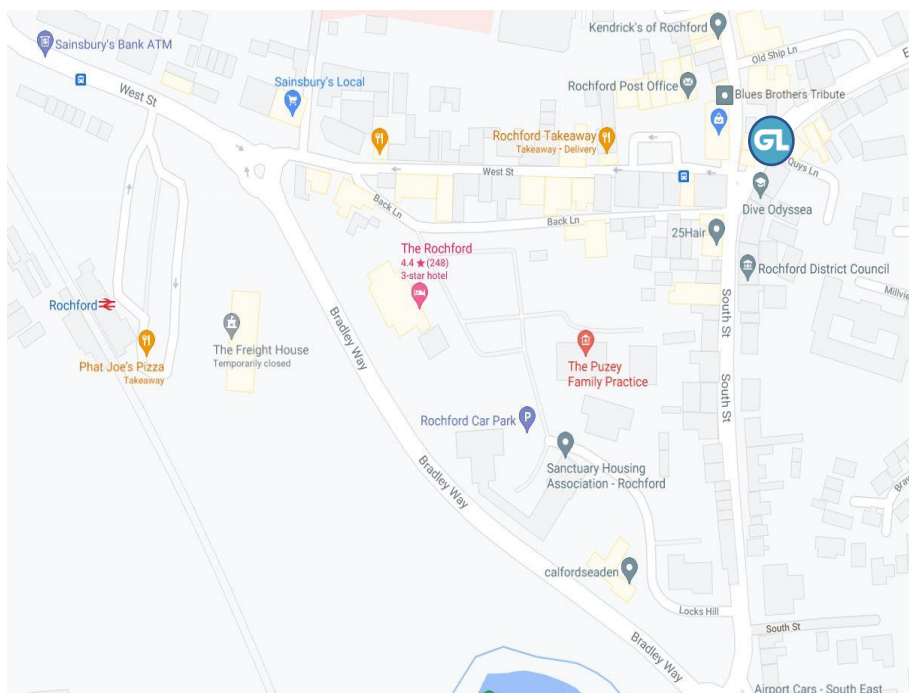 Kendrick's of Rochford
Old Ship Ln
Sainsbury's Bank ATM
Sainsbury's Local
Rochford Post Office
Blues Brothers Tribute
West St
Rochford Takeaway
Takeaway • Delivery
GL
Quys Ln
West St
Back Ln
Back Ln
Dive Odyssea
25Hair
The Rochford
4.4 ★ (248)
3-star hotel
Rochford District Council
Millvie
Rochford
Bradley Way
South St
The Freight House
Temporarily closed
Phat Joe's Pizza
Takeaway
The Puzey
Family Practice
South St
Rochford Car Park
Bradley Way
Sanctuary Housing
Association - Rochford
Bray
calfordseaden
Locks Hill
South St
Bradley Way
Airport Cars - South East
P
E